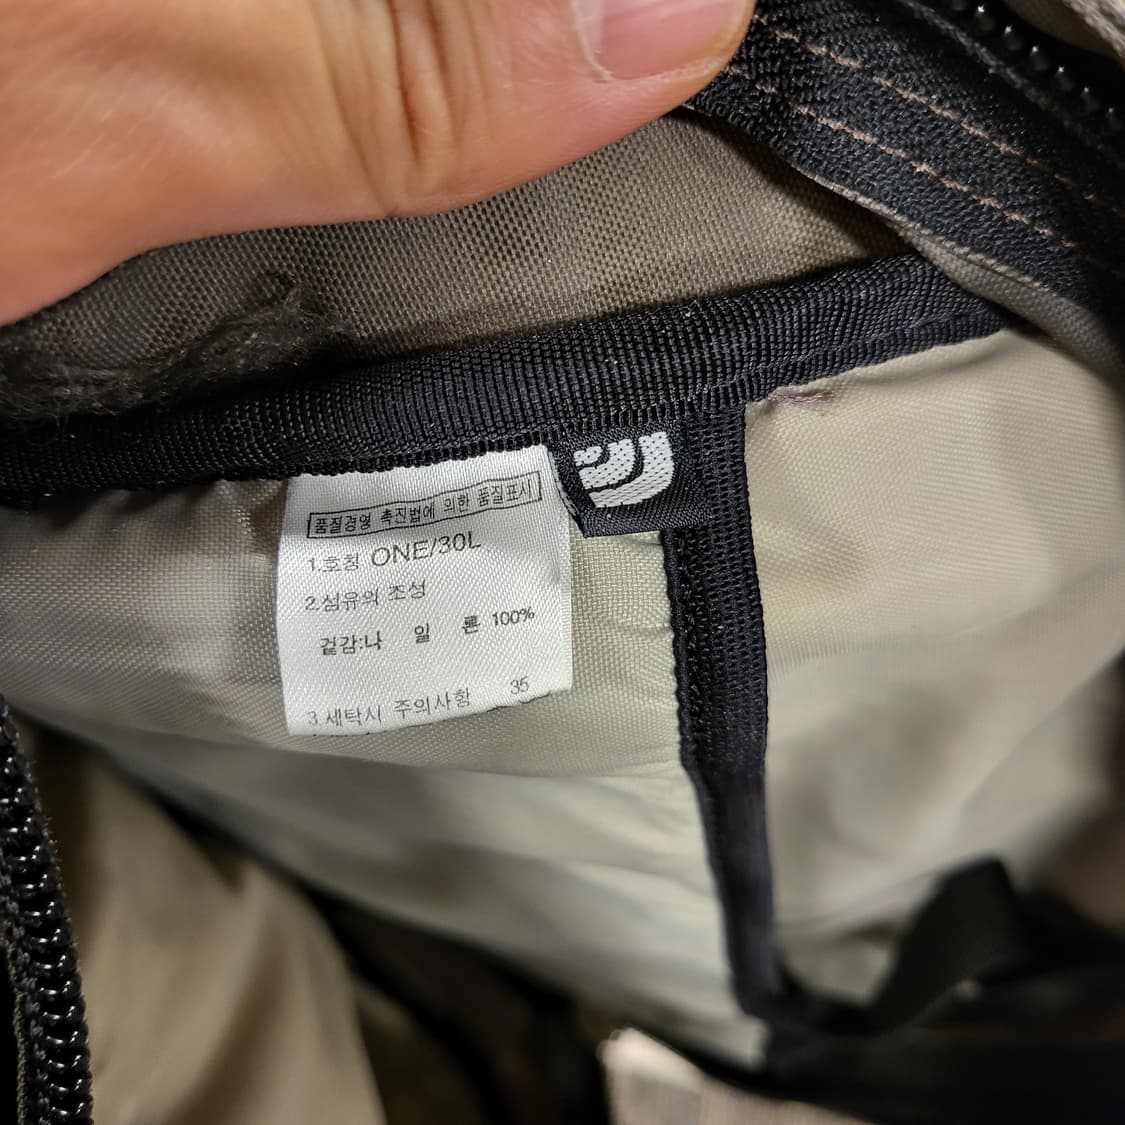 품질경영 촉진법에 의한 품질표시
1.호칭 ONE/30L
2.섬유의 조성
겉감:나 일 론 100%
3.세탁시 주의사항 35